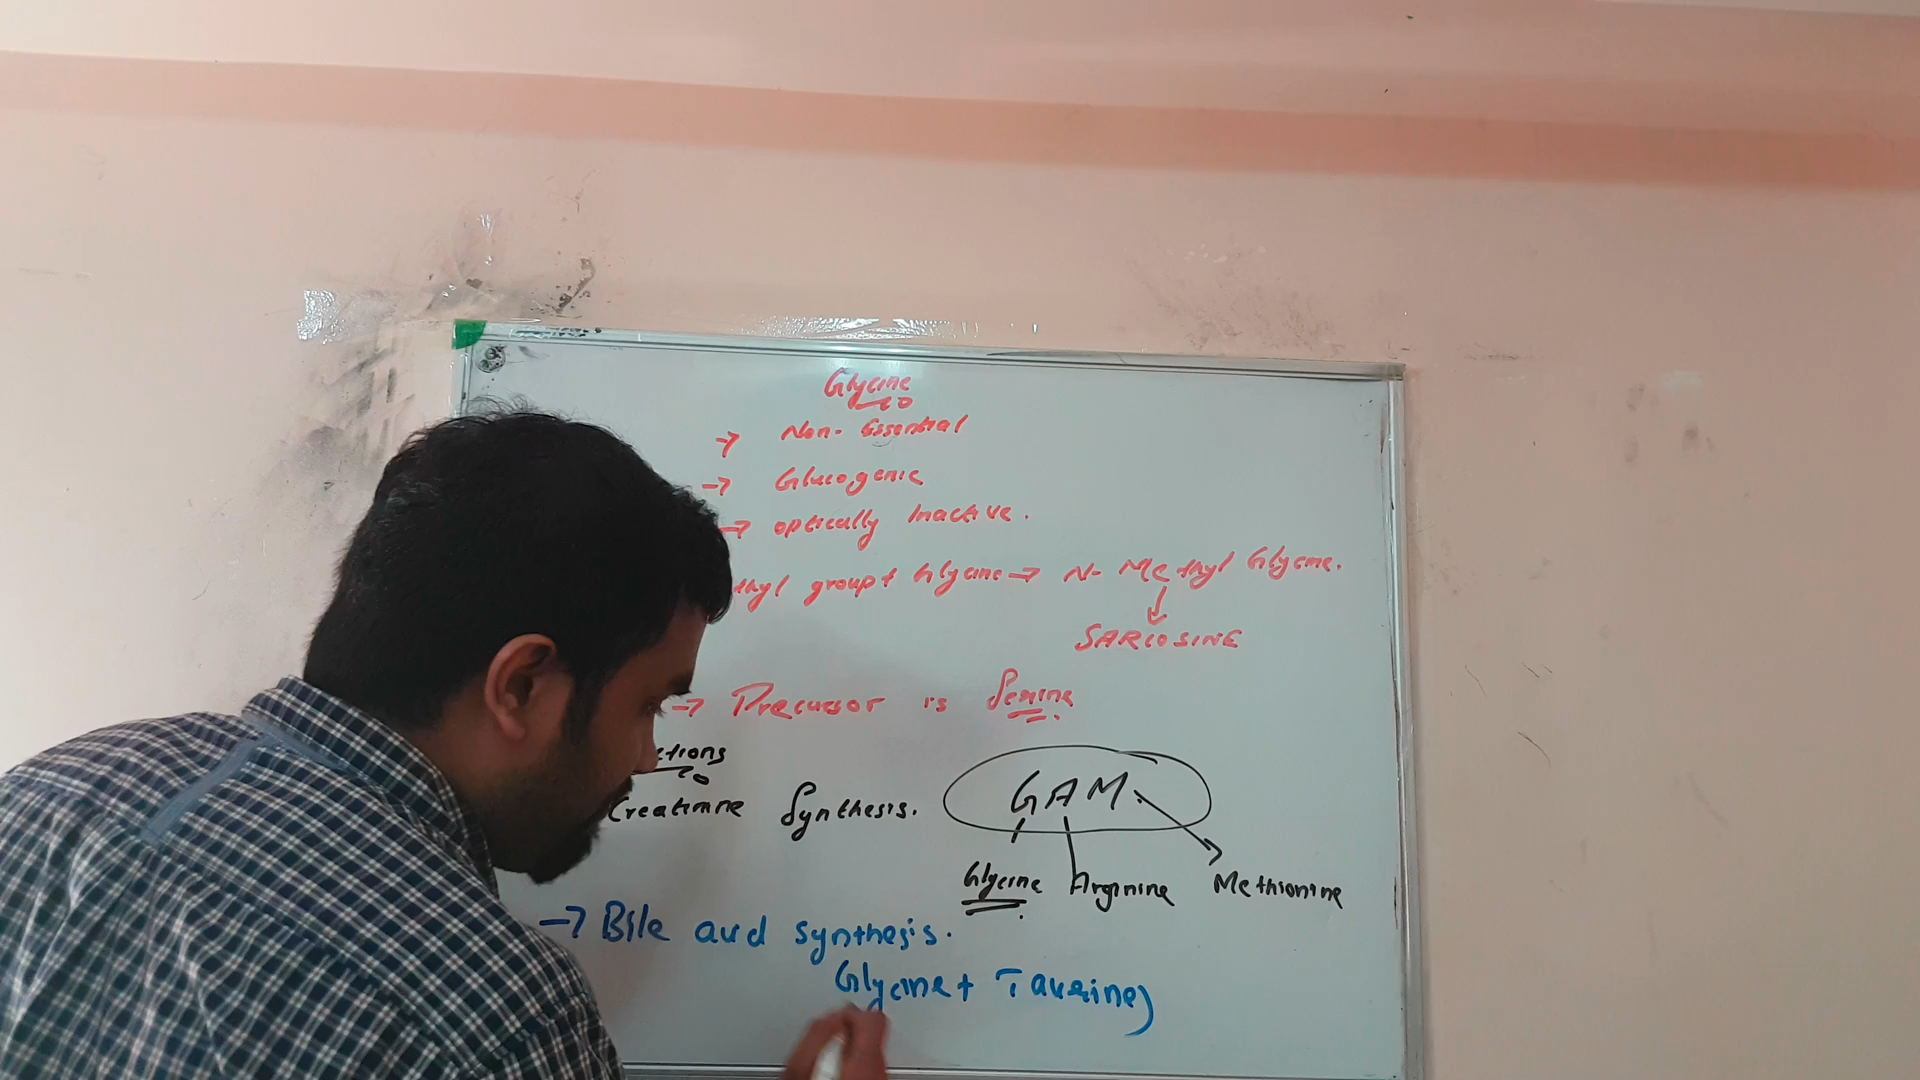 Glycine
→ Non-Essential
→ Glucogenic
→ optically Inactive.
thyl group + Glycine → N-Methyl Glycine.
↓
SARCOSINE
→ Precursor is Serine
ctions
Creatinine Synthesis. GAM
Glycine Arginine Methionine
→ Bile acid synthesis.
Glycine + Taurine)